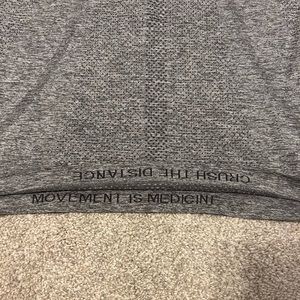 CRUSH THE DISTANCE
MOVEMENT IS MEDICINE